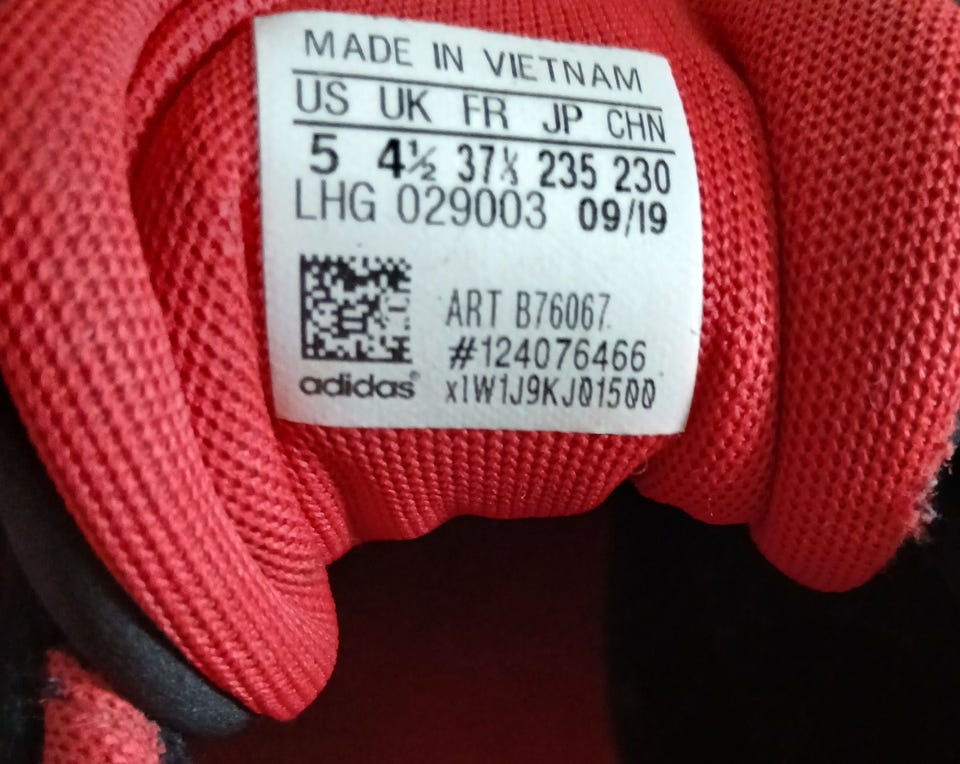 MADE IN VIETNAM
US UK FR JP CHN
5 4½ 37⅓ 235 230
LHG 029003 09/19
ART B76067
#124076466
adidas®
x1W1J9KJ01500